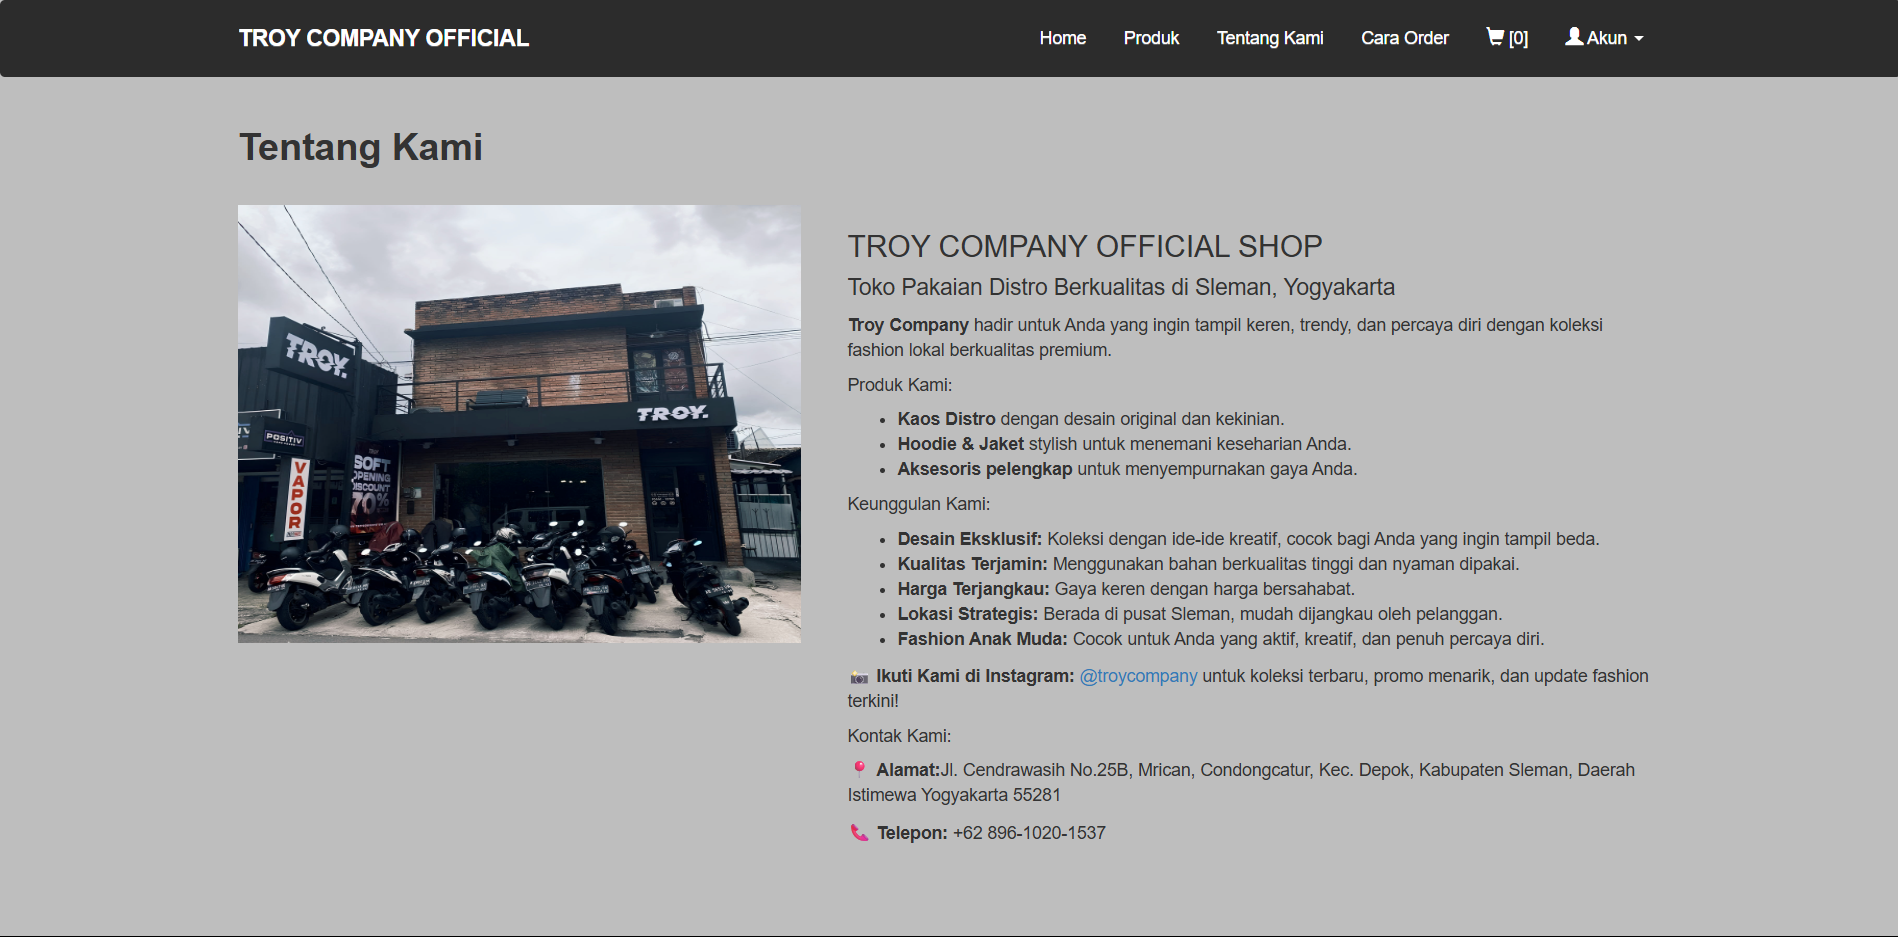 TROY COMPANY OFFICIAL
Home
Produk
Tentang Kami
Cara Order
[0]
Akun
Tentang Kami
TROY.
TROY.
POSITIV
VAPOR
SOFT
OPENING
DISCOUNT
70%
TROY COMPANY OFFICIAL SHOP
Toko Pakaian Distro Berkualitas di Sleman, Yogyakarta
Troy Company hadir untuk Anda yang ingin tampil keren, trendy, dan percaya diri dengan koleksi
fashion lokal berkualitas premium.
Produk Kami:
• Kaos Distro dengan desain original dan kekinian.
• Hoodie & Jaket stylish untuk menemani keseharian Anda.
• Aksesoris pelengkap untuk menyempurnakan gaya Anda.
Keunggulan Kami:
• Desain Eksklusif: Koleksi dengan ide-ide kreatif, cocok bagi Anda yang ingin tampil beda.
• Kualitas Terjamin: Menggunakan bahan berkualitas tinggi dan nyaman dipakai.
• Harga Terjangkau: Gaya keren dengan harga bersahabat.
• Lokasi Strategis: Berada di pusat Sleman, mudah dijangkau oleh pelanggan.
• Fashion Anak Muda: Cocok untuk Anda yang aktif, kreatif, dan penuh percaya diri.
📸 Ikuti Kami di Instagram: @troycompany untuk koleksi terbaru, promo menarik, dan update fashion
terkini!
Kontak Kami:
📍 Alamat:Jl. Cendrawasih No.25B, Mrican, Condongcatur, Kec. Depok, Kabupaten Sleman, Daerah
Istimewa Yogyakarta 55281
📞 Telepon: +62 896-1020-1537